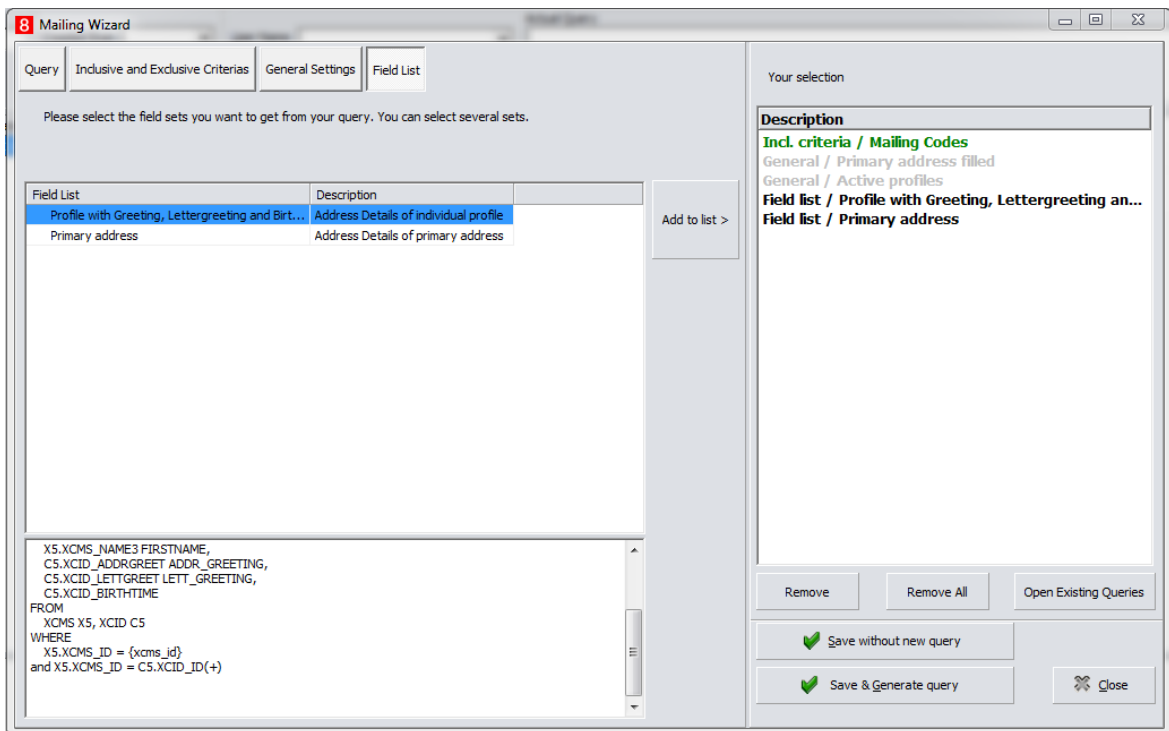 8 Mailing Wizard
Query
Inclusive and Exclusive Criterias
General Settings
Field List
Please select the field sets you want to get from your query. You can select several sets.
Field List Description
Profile with Greeting, Lettergreeting and Birt... Address Details of individual profile
Primary address Address Details of primary address
Add to list >
X5.XCMS_NAME3 FIRSTNAME,
C5.XCID_ADDRGREET ADDR_GREETING,
C5.XCID_LETTGREET LETT_GREETING,
C5.XCID_BIRTHTIME
FROM
XCMS X5, XCID C5
WHERE
X5.XCMS_ID = {xcms_id}
and X5.XCMS_ID = C5.XCID_ID(+)
Your selection
Description
Incl. criteria / Mailing Codes
General / Primary address filled
General / Active profiles
Field list / Profile with Greeting, Lettergreeting an...
Field list / Primary address
Remove
Remove All
Open Existing Queries
Save without new query
Save & Generate query
Close